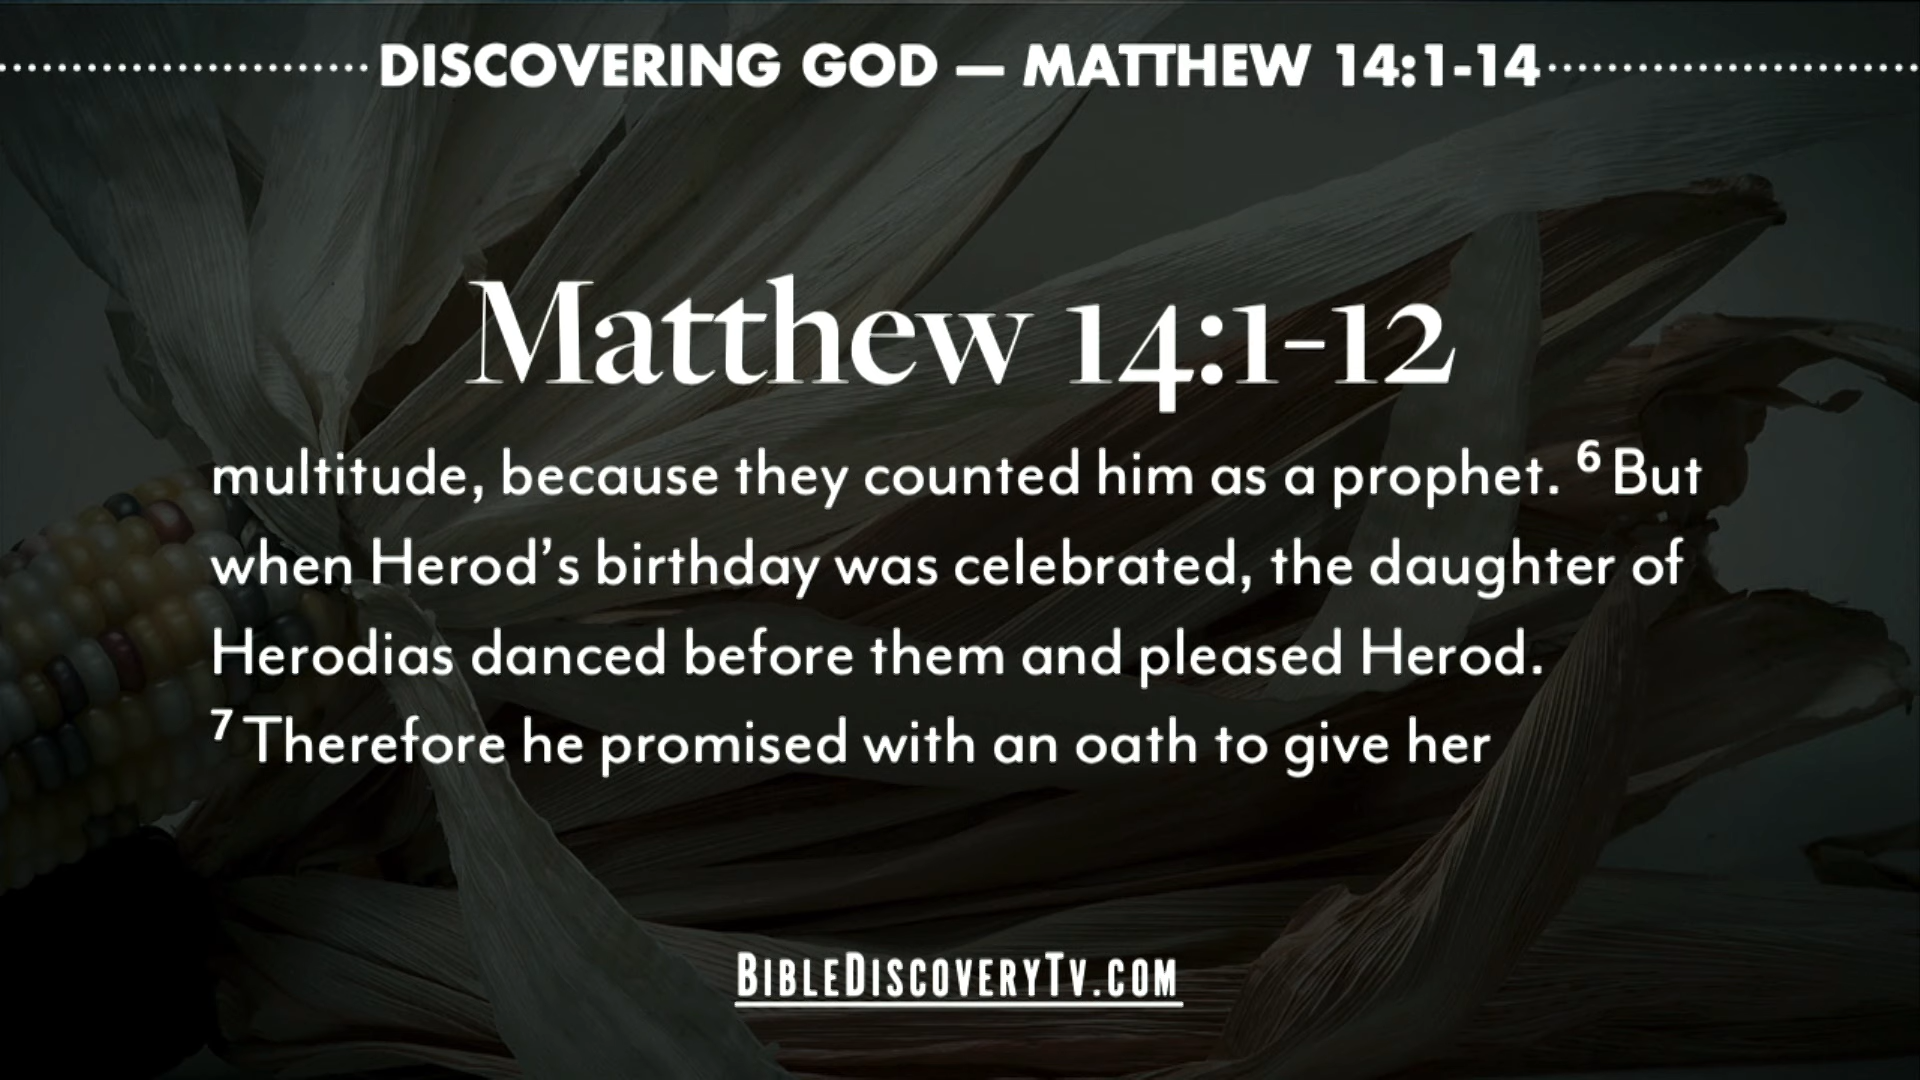 DISCOVERING GOD — MATTHEW 14:1-14
Matthew 14:1-12
multitude, because they counted him as a prophet. ⁶ But
when Herod’s birthday was celebrated, the daughter of
Herodias danced before them and pleased Herod.
⁷ Therefore he promised with an oath to give her
BIBLEDISCOVERYTV.COM